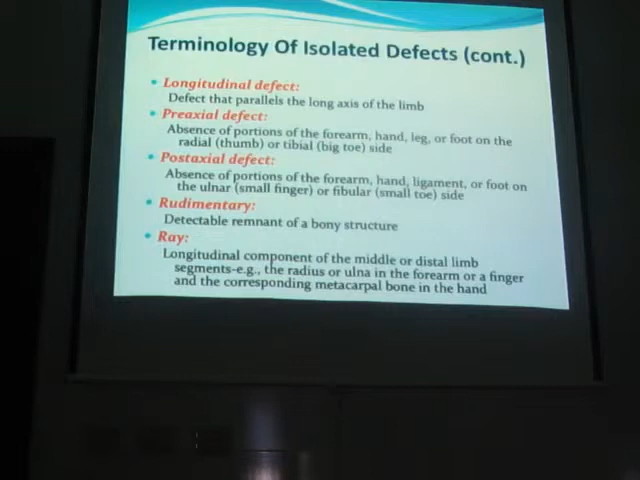 Terminology Of Isolated Defects (cont.)
• Longitudinal defect:
Defect that parallels the long axis of the limb
• Preaxial defect:
Absence of portions of the forearm, hand, leg, or foot on the
radial (thumb) or tibial (big toe) side
• Postaxial defect:
Absence of portions of the forearm, hand, ligament, or foot on
the ulnar (small finger) or fibular (small toe) side
• Rudimentary:
Detectable remnant of a bony structure
• Ray:
Longitudinal component of the middle or distal limb
segments-e.g., the radius or ulna in the forearm or a finger
and the corresponding metacarpal bone in the hand